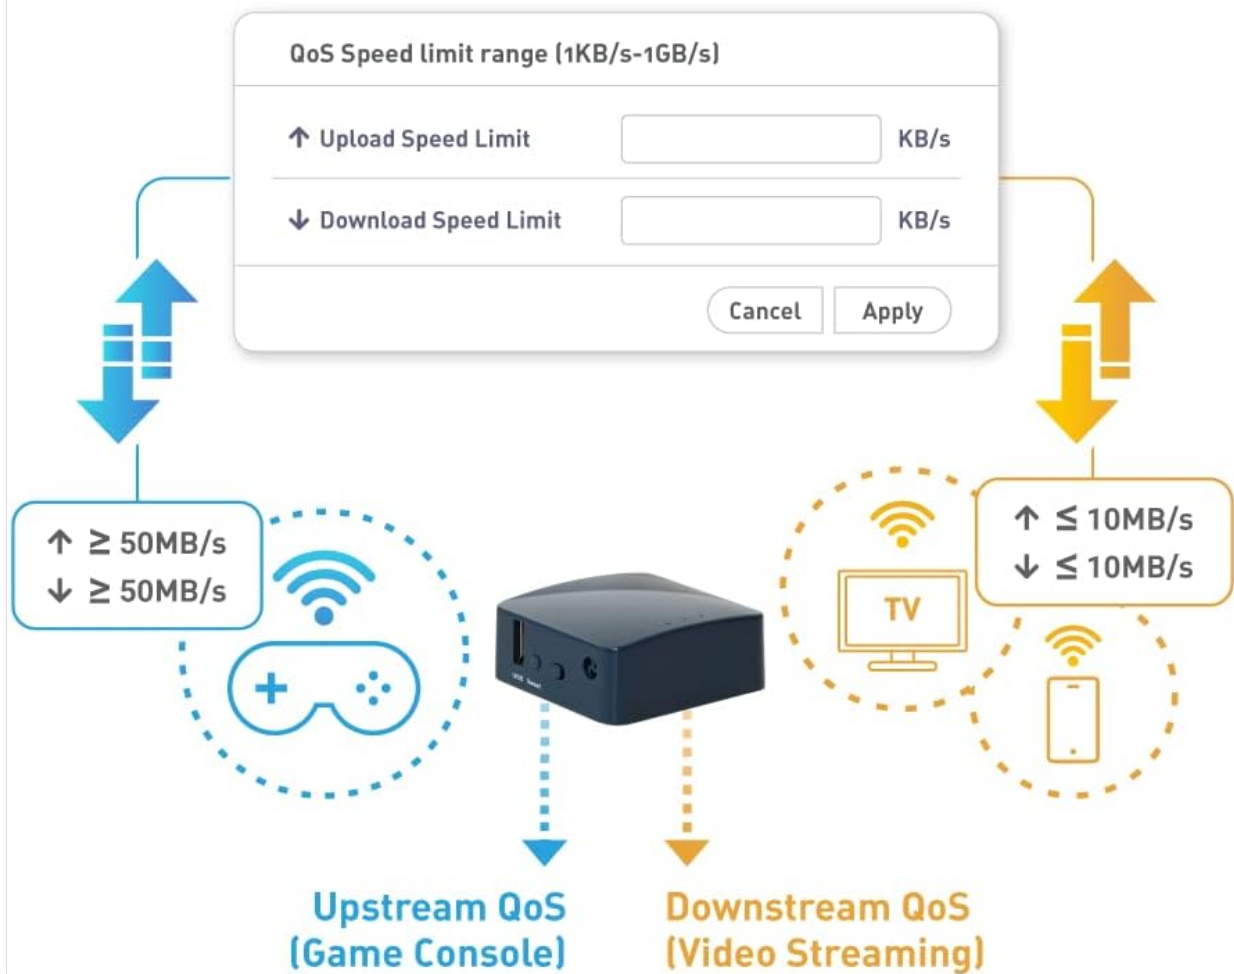 QoS Speed limit range (1KB/s-1GB/s)
↑ Upload Speed Limit KB/s
↓ Download Speed Limit KB/s
Cancel Apply
↑ ≥ 50MB/s
↓ ≥ 50MB/s
↑ ≤ 10MB/s
↓ ≤ 10MB/s
TV
Upstream QoS
(Game Console)
Downstream QoS
(Video Streaming)